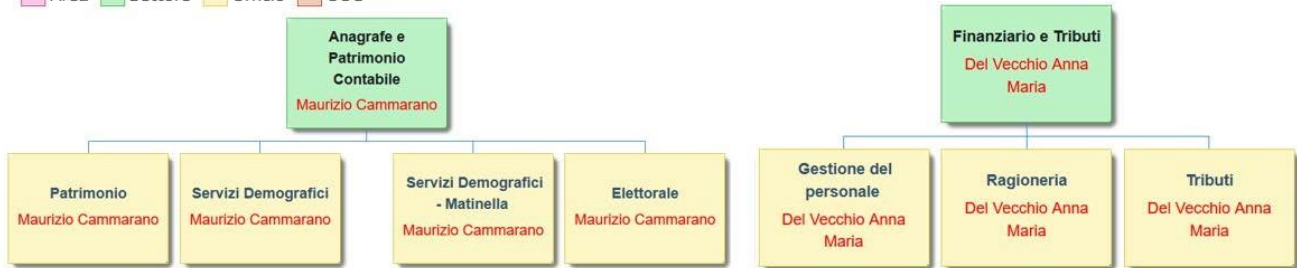 Anagrafe e
Patrimonio
Contabile
Maurizio Cammarano
Finanziario e Tributi
Del Vecchio Anna
Maria
Patrimonio
Maurizio Cammarano
Servizi Demografici
Maurizio Cammarano
Servizi Demografici
- Matinella
Maurizio Cammarano
Elettorale
Maurizio Cammarano
Gestione del
personale
Del Vecchio Anna
Maria
Ragioneria
Del Vecchio Anna
Maria
Tributi
Del Vecchio Anna
Maria